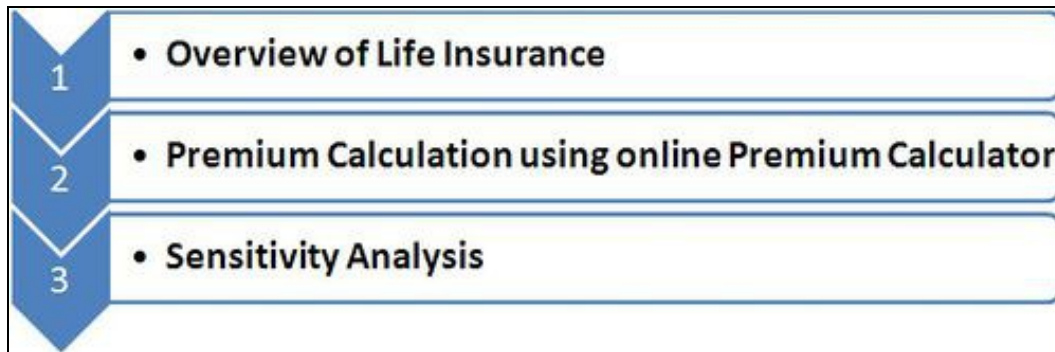 1
• Overview of Life Insurance
2
• Premium Calculation using online Premium Calculator
3
• Sensitivity Analysis